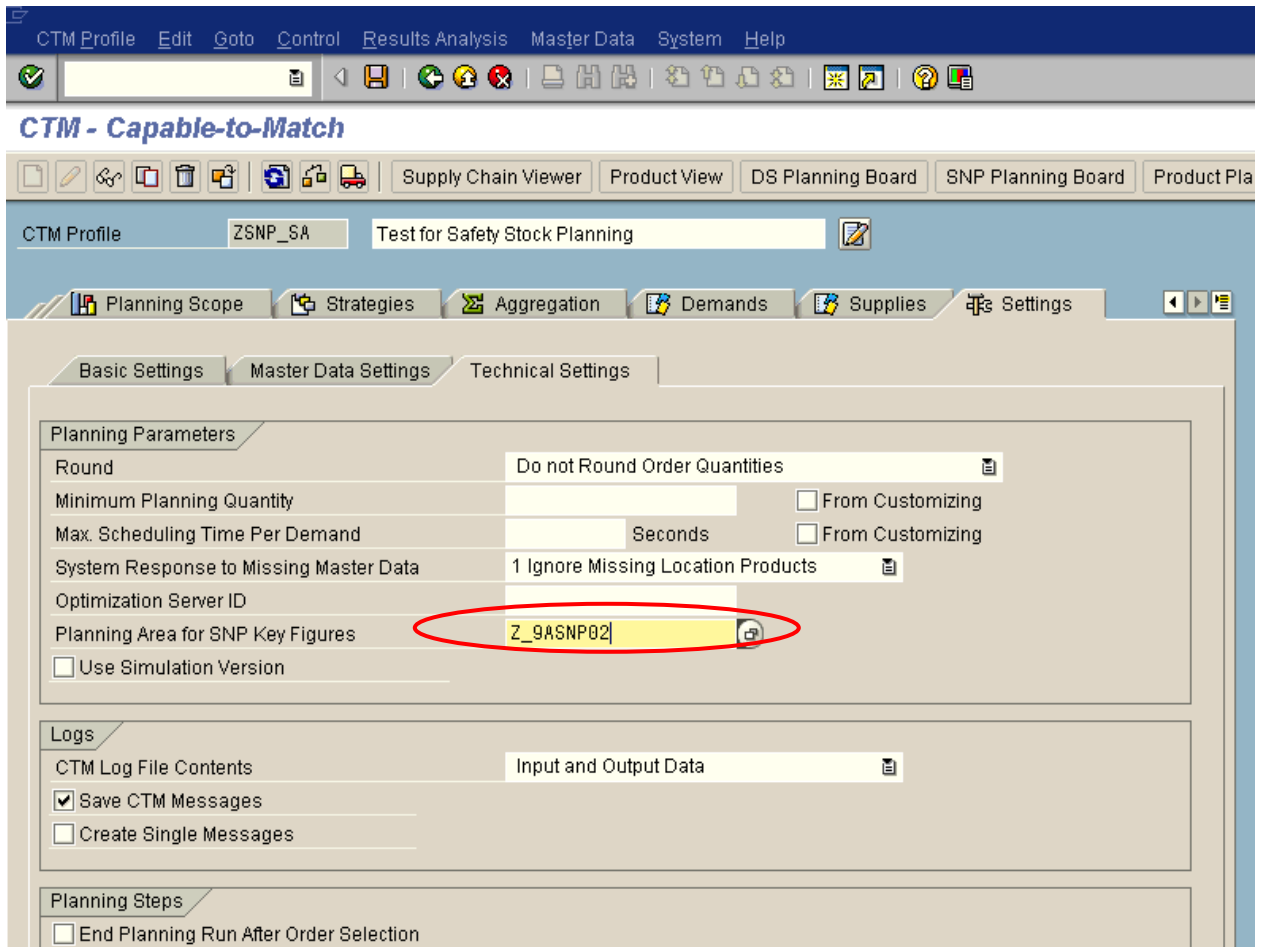 CTM Profile Edit Goto Control Results Analysis Master Data System Help
CTM - Capable-to-Match
Supply Chain Viewer Product View DS Planning Board SNP Planning Board Product Pla
CTM Profile ZSNP_SA Test for Safety Stock Planning
Planning Scope Strategies Aggregation Demands Supplies Settings
Basic Settings Master Data Settings Technical Settings
Planning Parameters
Round Do not Round Order Quantities
Minimum Planning Quantity From Customizing
Max. Scheduling Time Per Demand Seconds From Customizing
System Response to Missing Master Data 1 Ignore Missing Location Products
Optimization Server ID
Planning Area for SNP Key Figures Z_9ASNP02
Use Simulation Version
Logs
CTM Log File Contents Input and Output Data
Save CTM Messages
Create Single Messages
Planning Steps
End Planning Run After Order Selection